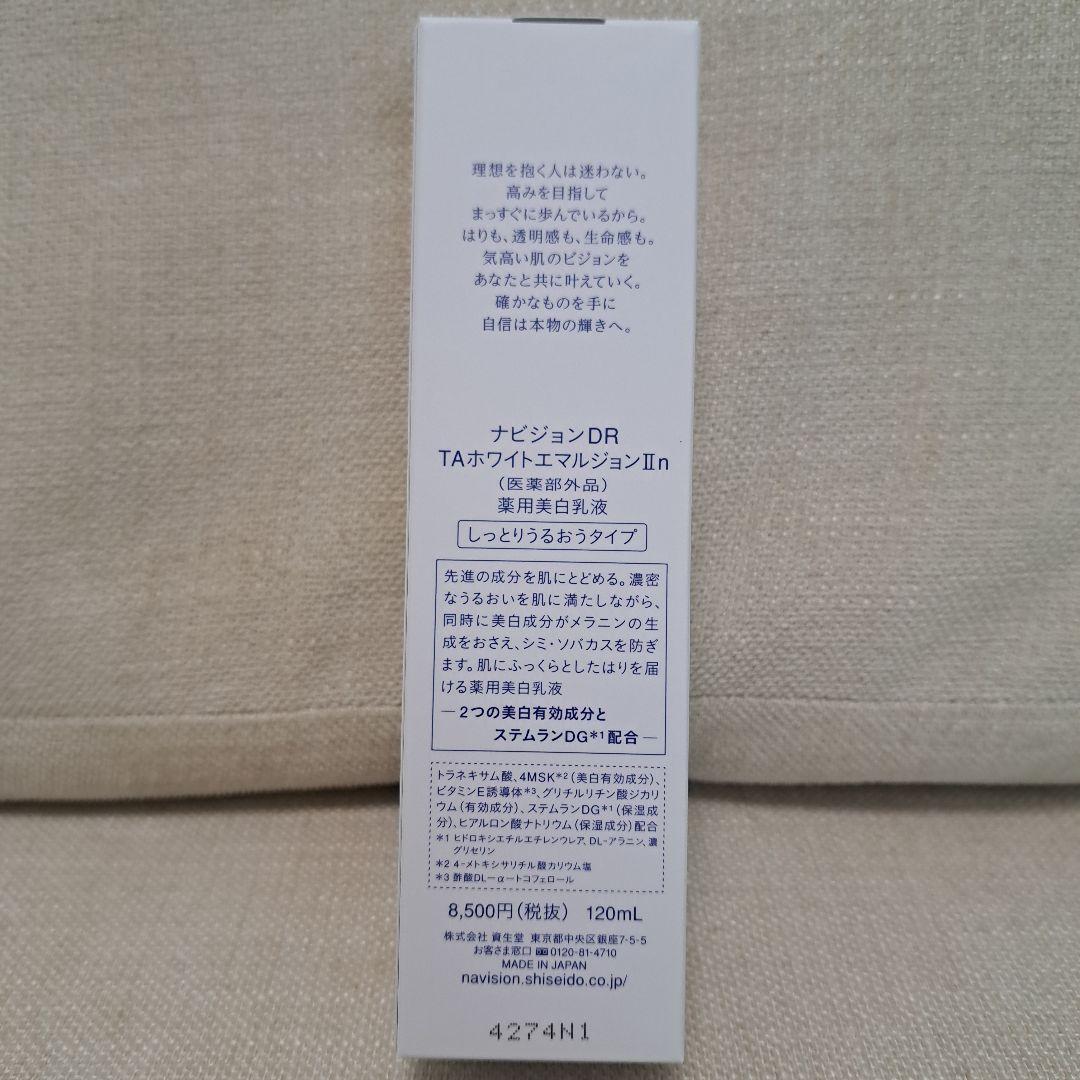 理想を抱く人は迷わない。
高みを目指して
まっすぐに歩んでいるから。
はりも、透明感も、生命感も。
気高い肌のビジョンを
あなたと共に叶えていく。
確かなものを手に
自信は本物の輝きへ。
ナビジョンDR
TAホワイトエマルジョンⅡn
（医薬部外品）
薬用美白乳液
しっとりうるおうタイプ
先進の成分を肌にとどめる。濃密
なうるおいを肌に満たしながら、
同時に美白成分がメラニンの生
成をおさえ、シミ・ソバカスを防ぎ
ます。肌にふっくらとしたはりを届
ける薬用美白乳液
―2つの美白有効成分と
ステムランDG*1配合―
トラネキサム酸、4MSK*2（美白有効成分）、
ビタミンE誘導体*3、グリチルリチン酸ジカリ
ウム（有効成分）、ステムランDG*1（保湿成
分）、ヒアルロン酸ナトリウム（保湿成分）配合
*1 ヒドロキシエチルエチレンウレア、DL-アラニン、濃
グリセリン
*2 4-メトキシサリチル酸カリウム塩
*3 酢酸DL-α-トコフェロール
8,500円（税抜） 120mL
株式会社 資生堂 東京都中央区銀座7-5-5
お客さま窓口 0120-81-4710
MADE IN JAPAN
navision.shiseido.co.jp/
4274N1